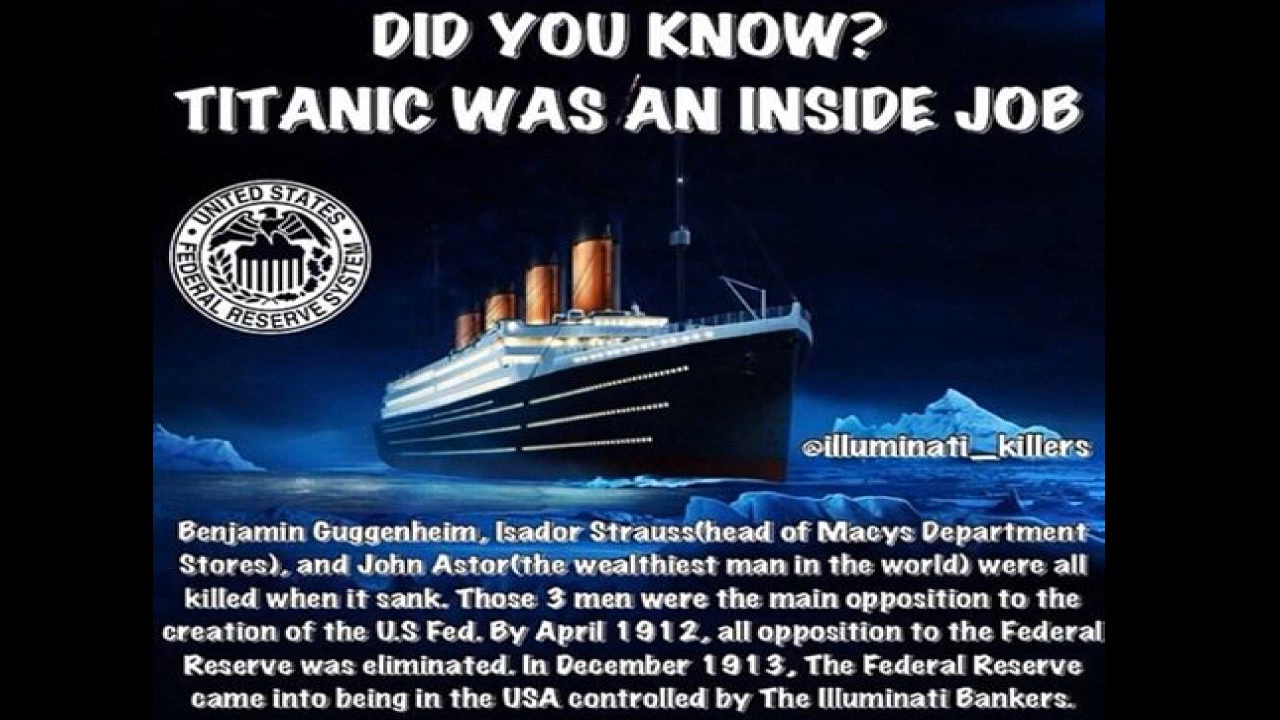 DID YOU KNOW?
TITANIC WAS AN INSIDE JOB
UNITED STATES
FEDERAL RESERVE SYSTEM
@illuminati_killers
Benjamin Guggenheim, Isador Strauss(head of Macys Department
Stores), and John Astor(the wealthiest man in the world) were all
killed when it sank. Those 3 men were the main opposition to the
creation of the U.S Fed. By April 1912, all opposition to the Federal
Reserve was eliminated. In December 1913, The Federal Reserve
came into being in the USA controlled by The Illuminati Bankers.